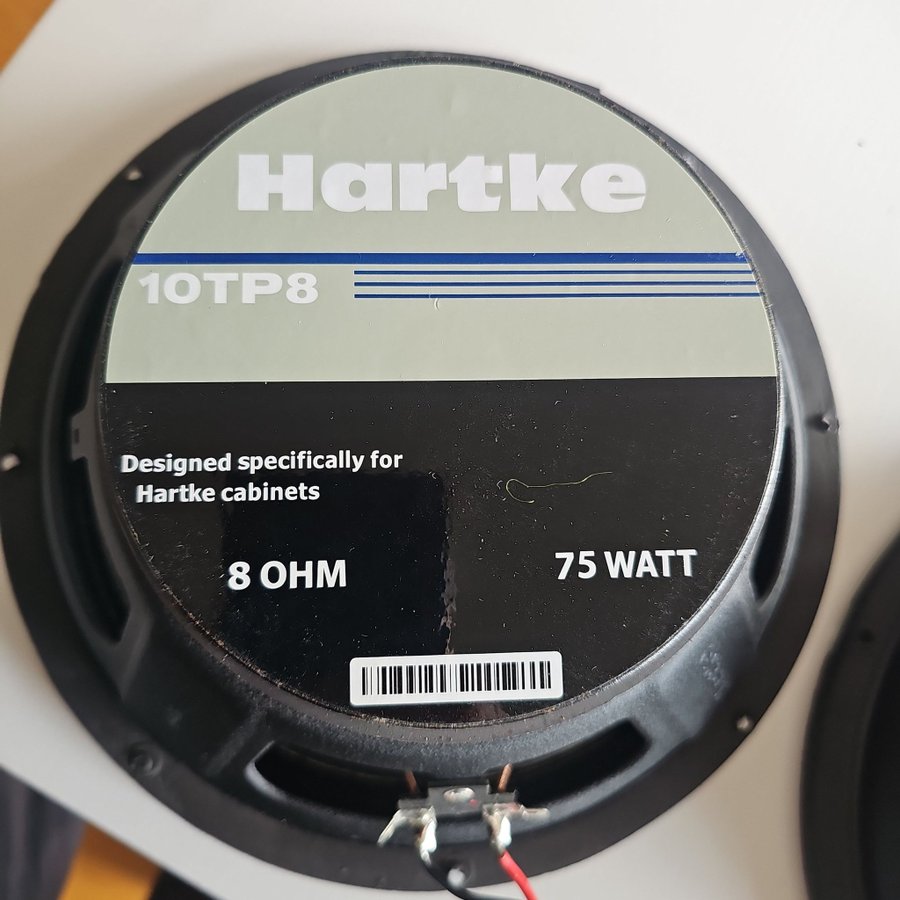 Hartke
10TP8
Designed specifically for
Hartke cabinets
8 OHM
75 WATT